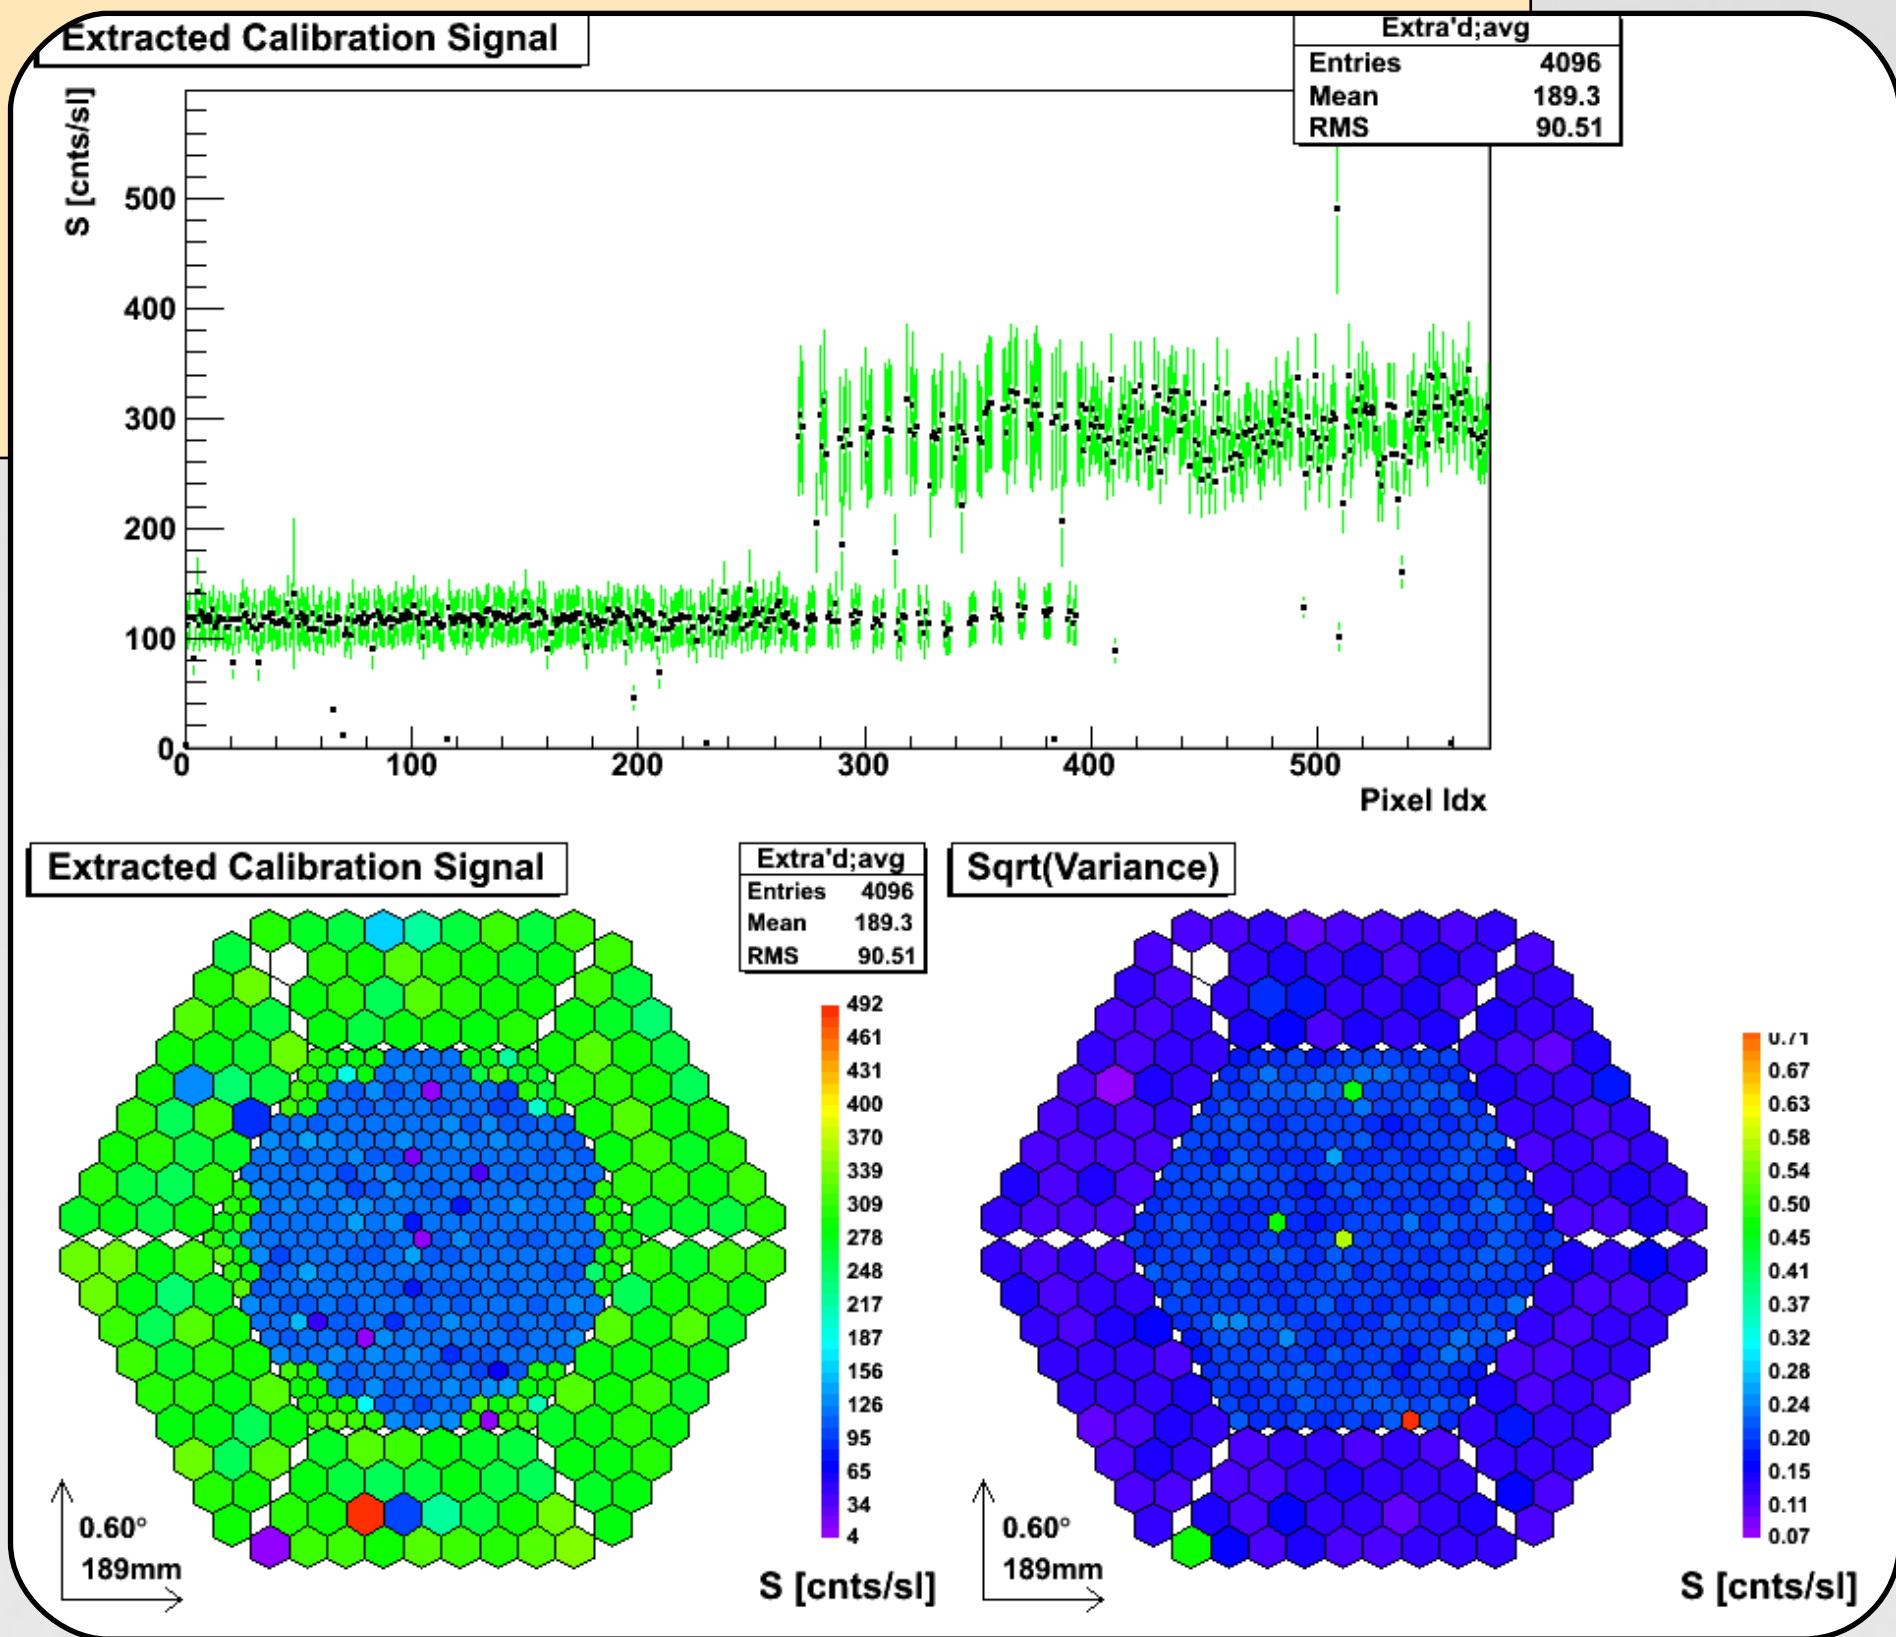 Extracted Calibration Signal
Extra'd;avg
Entries 4096
Mean 189.3
RMS 90.51
S [cnts/sl]
500
400
300
200
100
0
0 100 200 300 400 500
Pixel Idx
Extracted Calibration Signal
Extra'd;avg
Entries 4096
Mean 189.3
RMS 90.51
492
461
431
400
370
339
309
278
248
217
187
156
126
95
65
34
4
0.60°
189mm
S [cnts/sl]
Sqrt(Variance)
0.71
0.67
0.63
0.58
0.54
0.50
0.45
0.41
0.37
0.32
0.28
0.24
0.20
0.15
0.11
0.07
0.60°
189mm
S [cnts/sl]